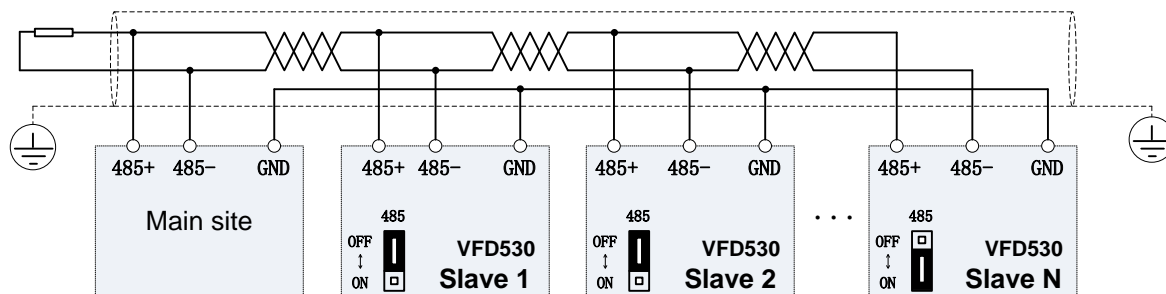 485+ 485- GND 485+ 485- GND 485+ 485- GND 485+ 485- GND
Main site
485 485 ··· 485
OFF VFD530 OFF VFD530 OFF VFD530
↕ ↕ ↕
ON Slave 1 ON Slave 2 ON Slave N